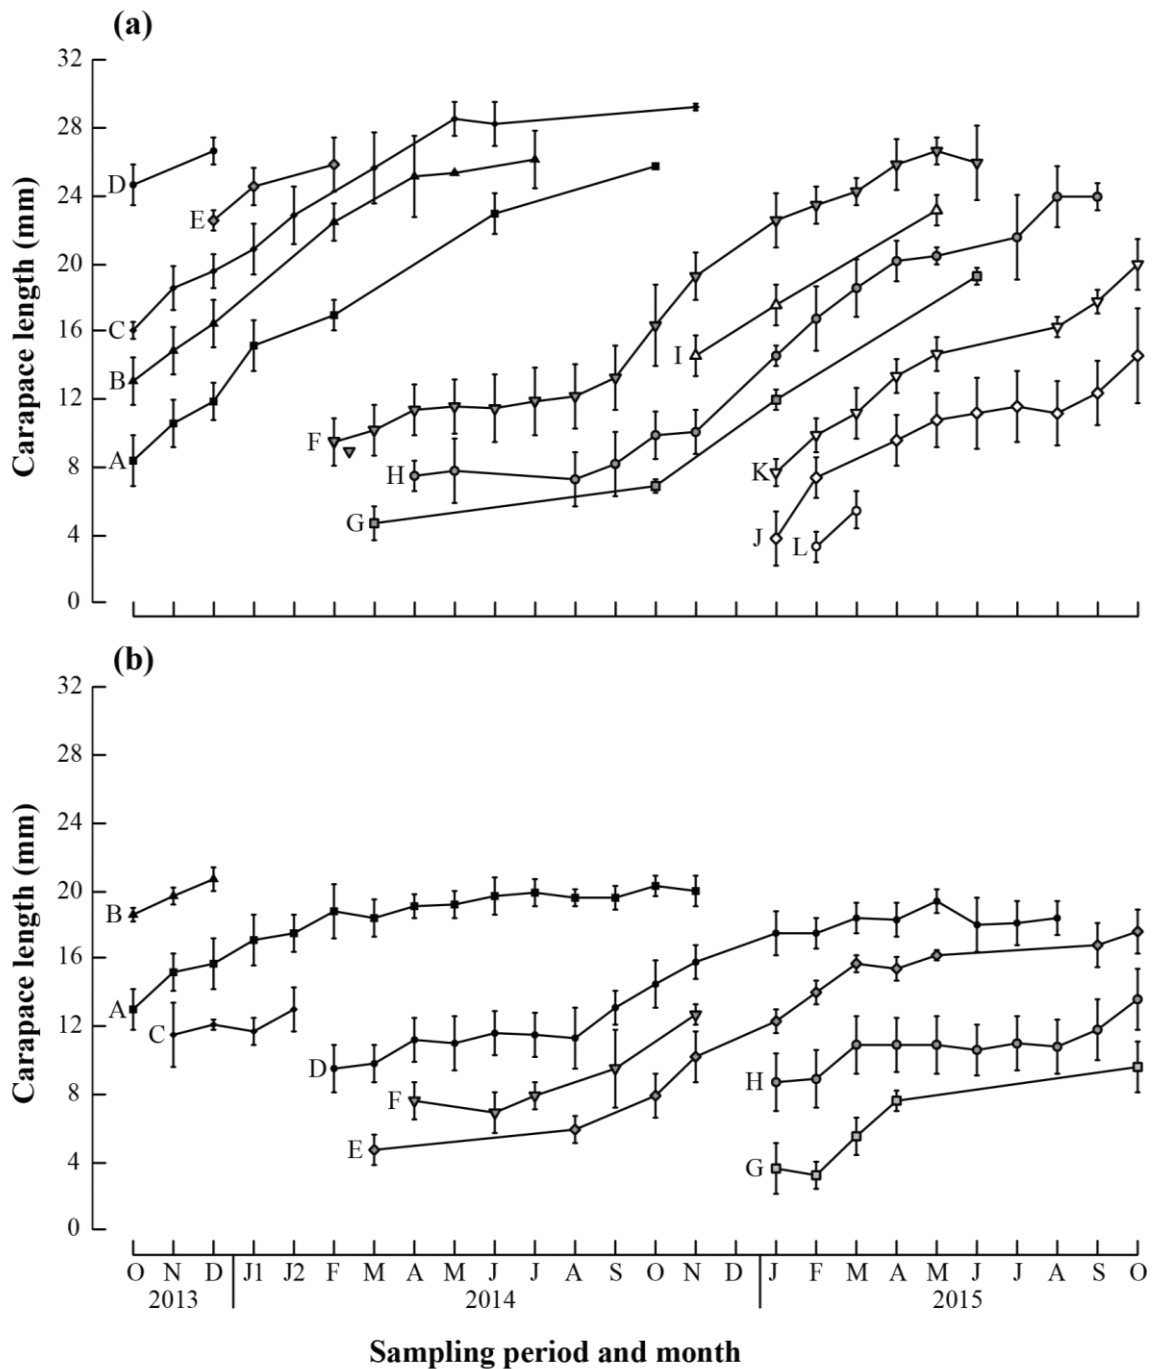 (a)
32
28
24
20
16
12
8
4
0
Carapace length (mm)
D
E
C
B
A
F
H
G
I
K
J
L
(b)
32
28
24
20
16
12
8
4
0
Carapace length (mm)
B
A
C
D
F
E
H
G
O N D J1 J2 F M A M J J A S O N D J F M A M J J A S O
2013 2014 2015
Sampling period and month